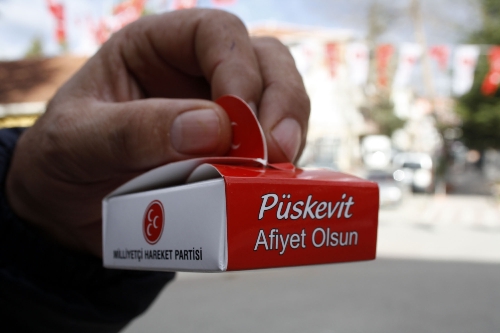 MİLLİYETÇİ HAREKET PARTİSİ
Püskevit
Afiyet Olsun